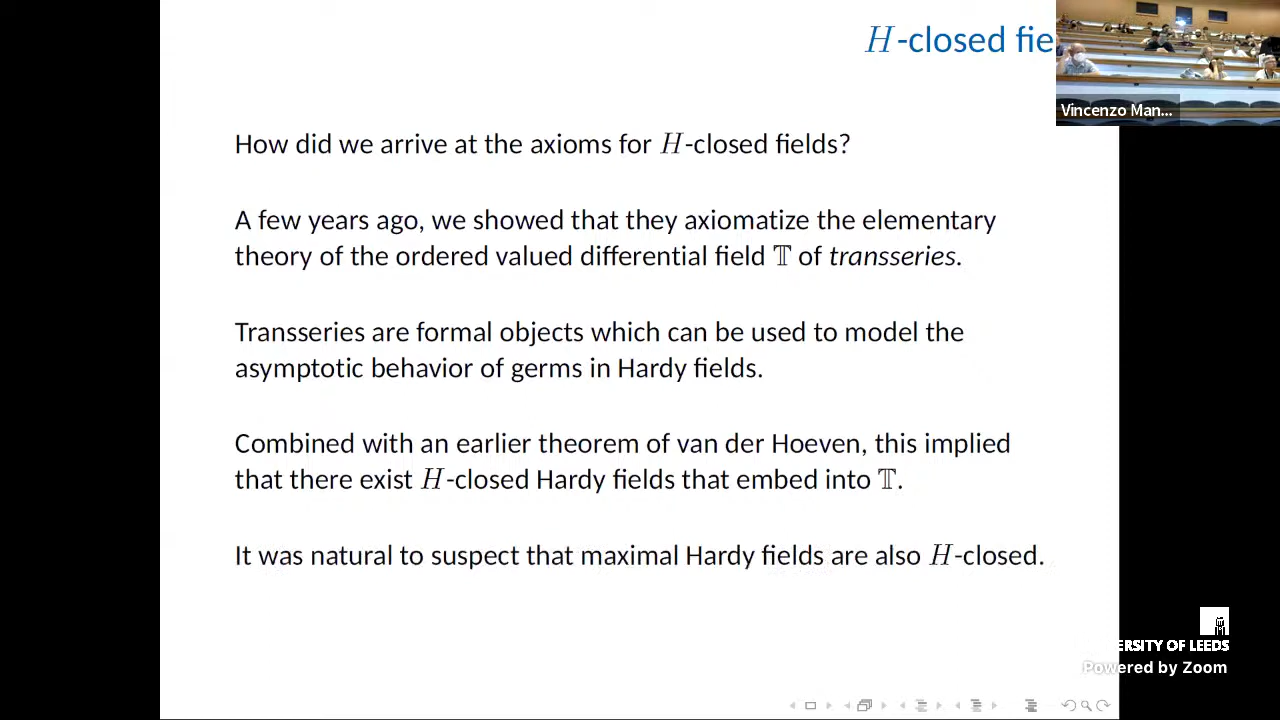 H-closed fie
Vincenzo Man...
How did we arrive at the axioms for H-closed fields?
A few years ago, we showed that they axiomatize the elementary
theory of the ordered valued differential field 𝕋 of transseries.
Transseries are formal objects which can be used to model the
asymptotic behavior of germs in Hardy fields.
Combined with an earlier theorem of van der Hoeven, this implied
that there exist H-closed Hardy fields that embed into 𝕋.
It was natural to suspect that maximal Hardy fields are also H-closed.
ERSITY OF LEEDS
Powered by Zoom